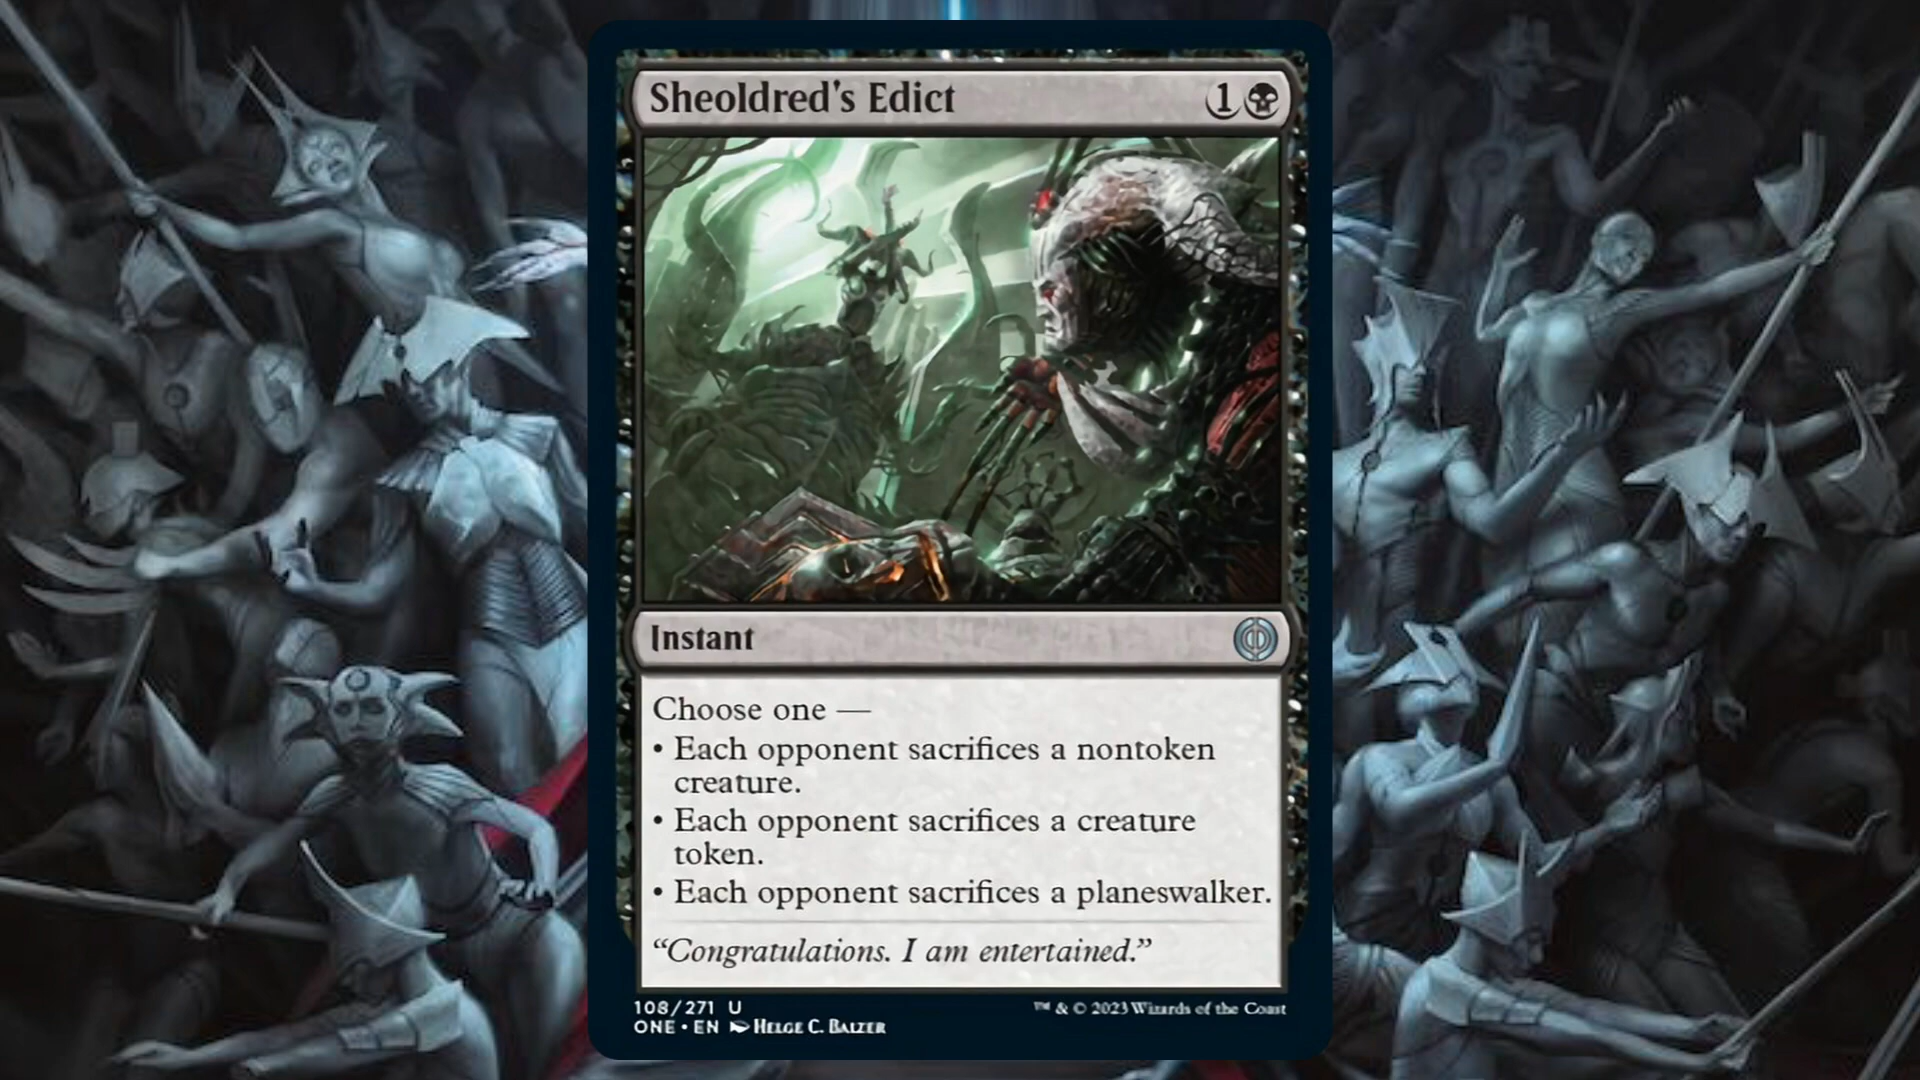 Sheoldred's Edict 1
Instant
Choose one —
• Each opponent sacrifices a nontoken
creature.
• Each opponent sacrifices a creature
token.
• Each opponent sacrifices a planeswalker.
“Congratulations. I am entertained.”
108/271 U ™ & © 2023 Wizards of the Coast
ONE • EN HELGE C. BALZER